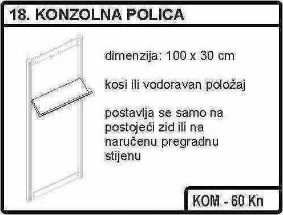 18. KONZOLNA POLICA
dimenzija: 100 x 30 cm
kosi ili vodoravan položaj
postavlja se samo na
postojeći zid ili na
naručenu pregradnu
stijenu
KOM - 60 Kn